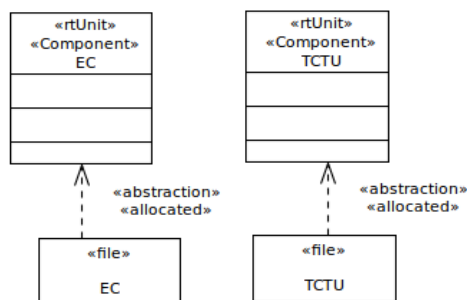 «rtUnit»
«Component»
EC
«rtUnit»
«Component»
TCTU
«abstraction»
«allocated»
«abstraction»
«allocated»
«file»
EC
«file»
TCTU